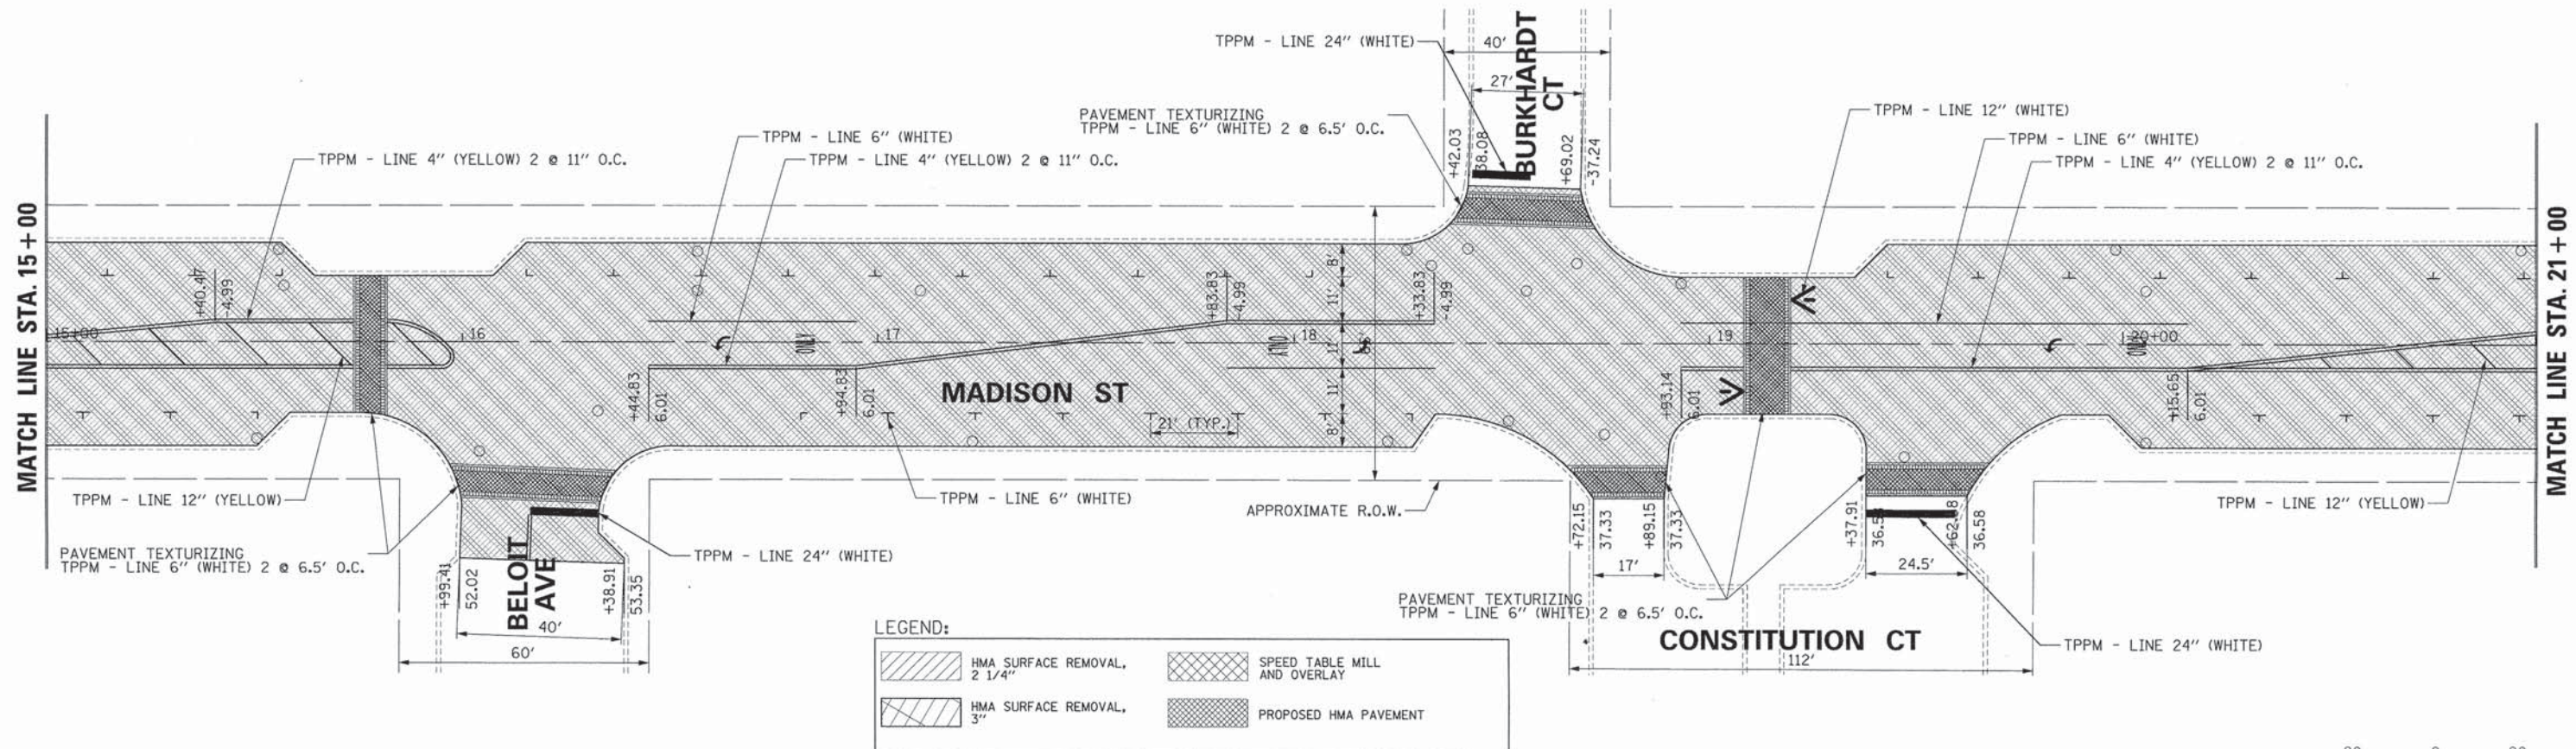 TPPM - LINE 24" (WHITE)
40'
27'
BURKHARDT
CT
PAVEMENT TEXTURIZING
TPPM - LINE 6" (WHITE) 2 @ 6.5' O.C.
TPPM - LINE 12" (WHITE)
TPPM - LINE 6" (WHITE)
TPPM - LINE 6" (WHITE)
TPPM - LINE 4" (YELLOW) 2 @ 11" O.C.
TPPM - LINE 4" (YELLOW) 2 @ 11" O.C.
TPPM - LINE 4" (YELLOW) 2 @ 11" O.C.
+42.03
38.08
+69.02
-37.24
MATCH LINE STA. 15+00
MATCH LINE STA. 21+00
+40.47
-4.99
+83.83
-4.99
+33.83
-4.99
8'
11'
11'
11'
8'
15+00
16
ONLY
17
ONLY
18
19
20+00
ONLY
+44.83
6.01
+94.83
6.01
MADISON ST
21' (TYP.)
+93.14
6.01
+15.65
6.01
TPPM - LINE 12" (YELLOW)
TPPM - LINE 6" (WHITE)
APPROXIMATE R.O.W.
TPPM - LINE 12" (YELLOW)
PAVEMENT TEXTURIZING
TPPM - LINE 6" (WHITE) 2 @ 6.5' O.C.
TPPM - LINE 24" (WHITE)
+99.41
52.02
BELOIT
AVE
+38.91
53.35
40'
60'
+72.15
37.33
+89.15
37.33
17'
+37.91
36.58
24.5'
PAVEMENT TEXTURIZING
TPPM - LINE 6" (WHITE) 2 @ 6.5' O.C.
CONSTITUTION CT
112'
TPPM - LINE 24" (WHITE)
LEGEND:
HMA SURFACE REMOVAL,
2 1/4"
SPEED TABLE MILL
AND OVERLAY
HMA SURFACE REMOVAL,
3"
PROPOSED HMA PAVEMENT